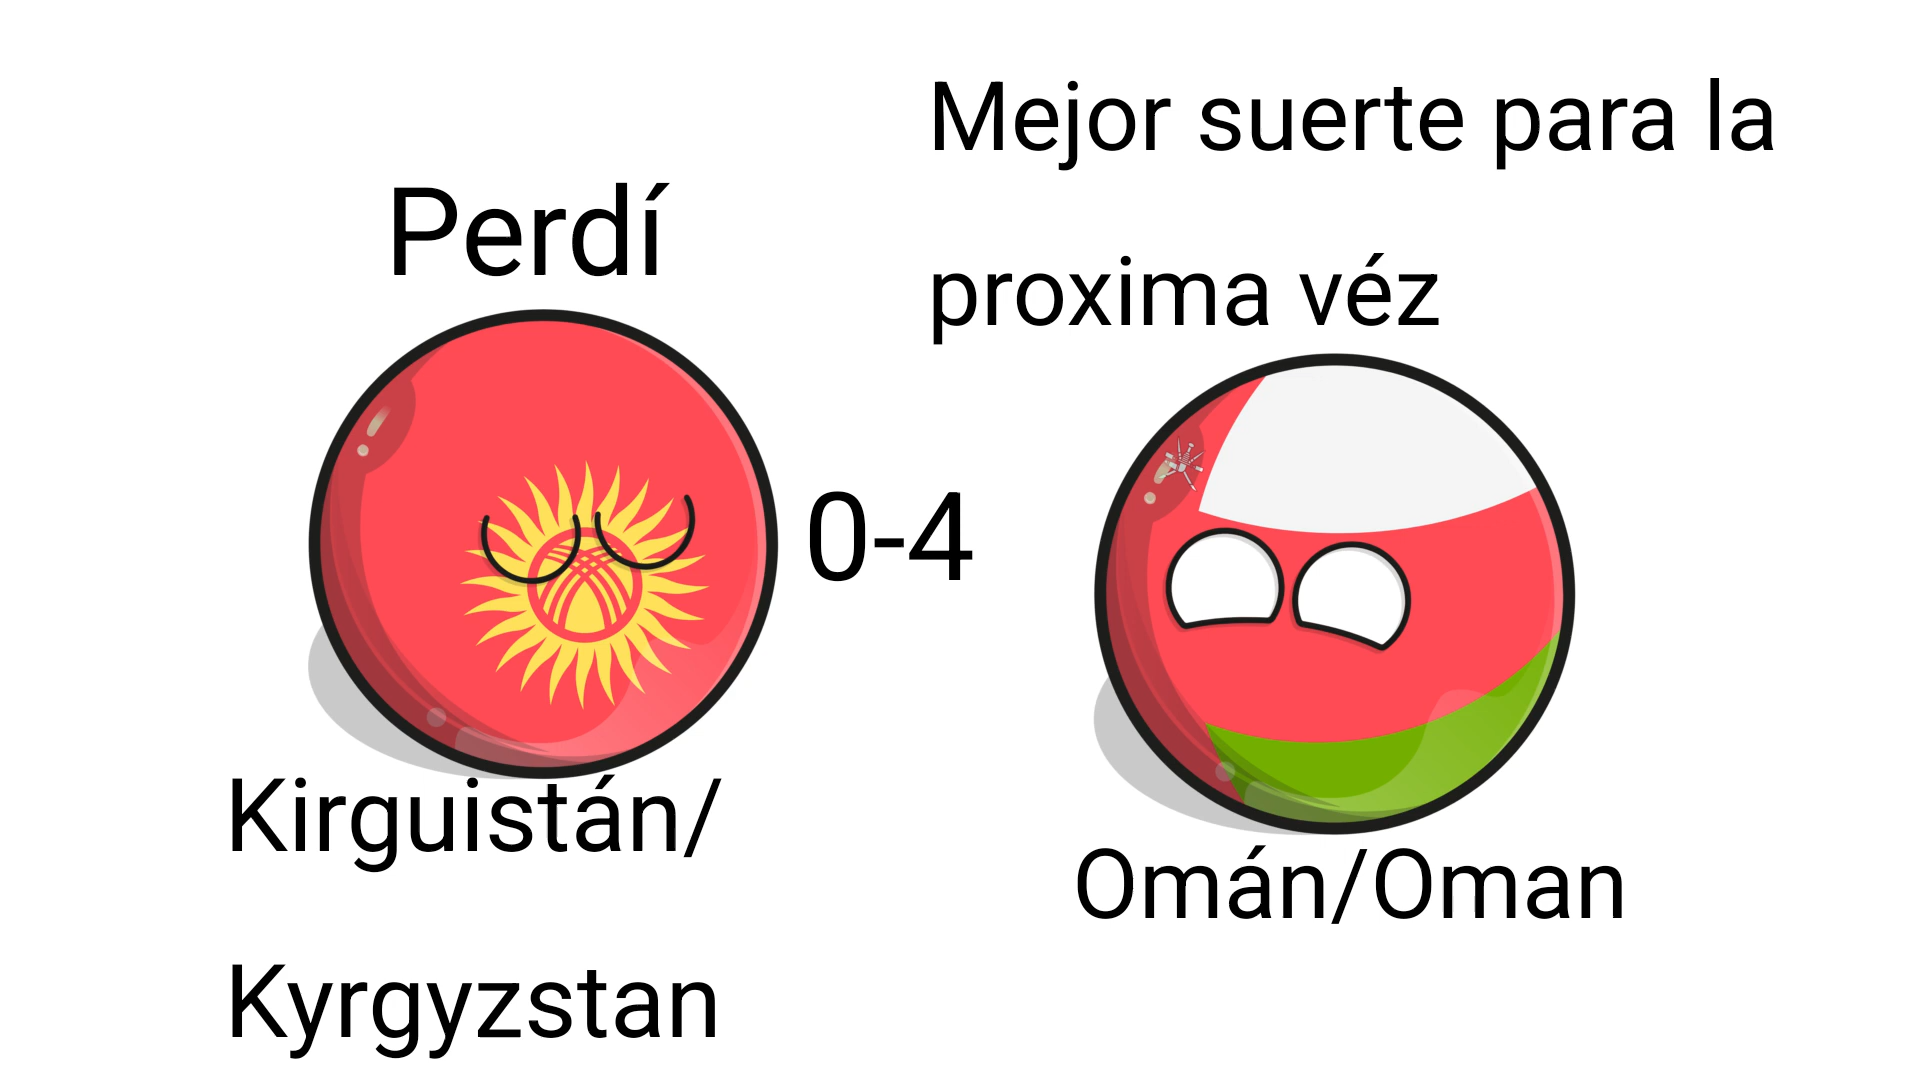 Mejor suerte para la
proxima véz
Perdí
0-4
Kirguistán/
Kyrgyzstan
Omán/Oman